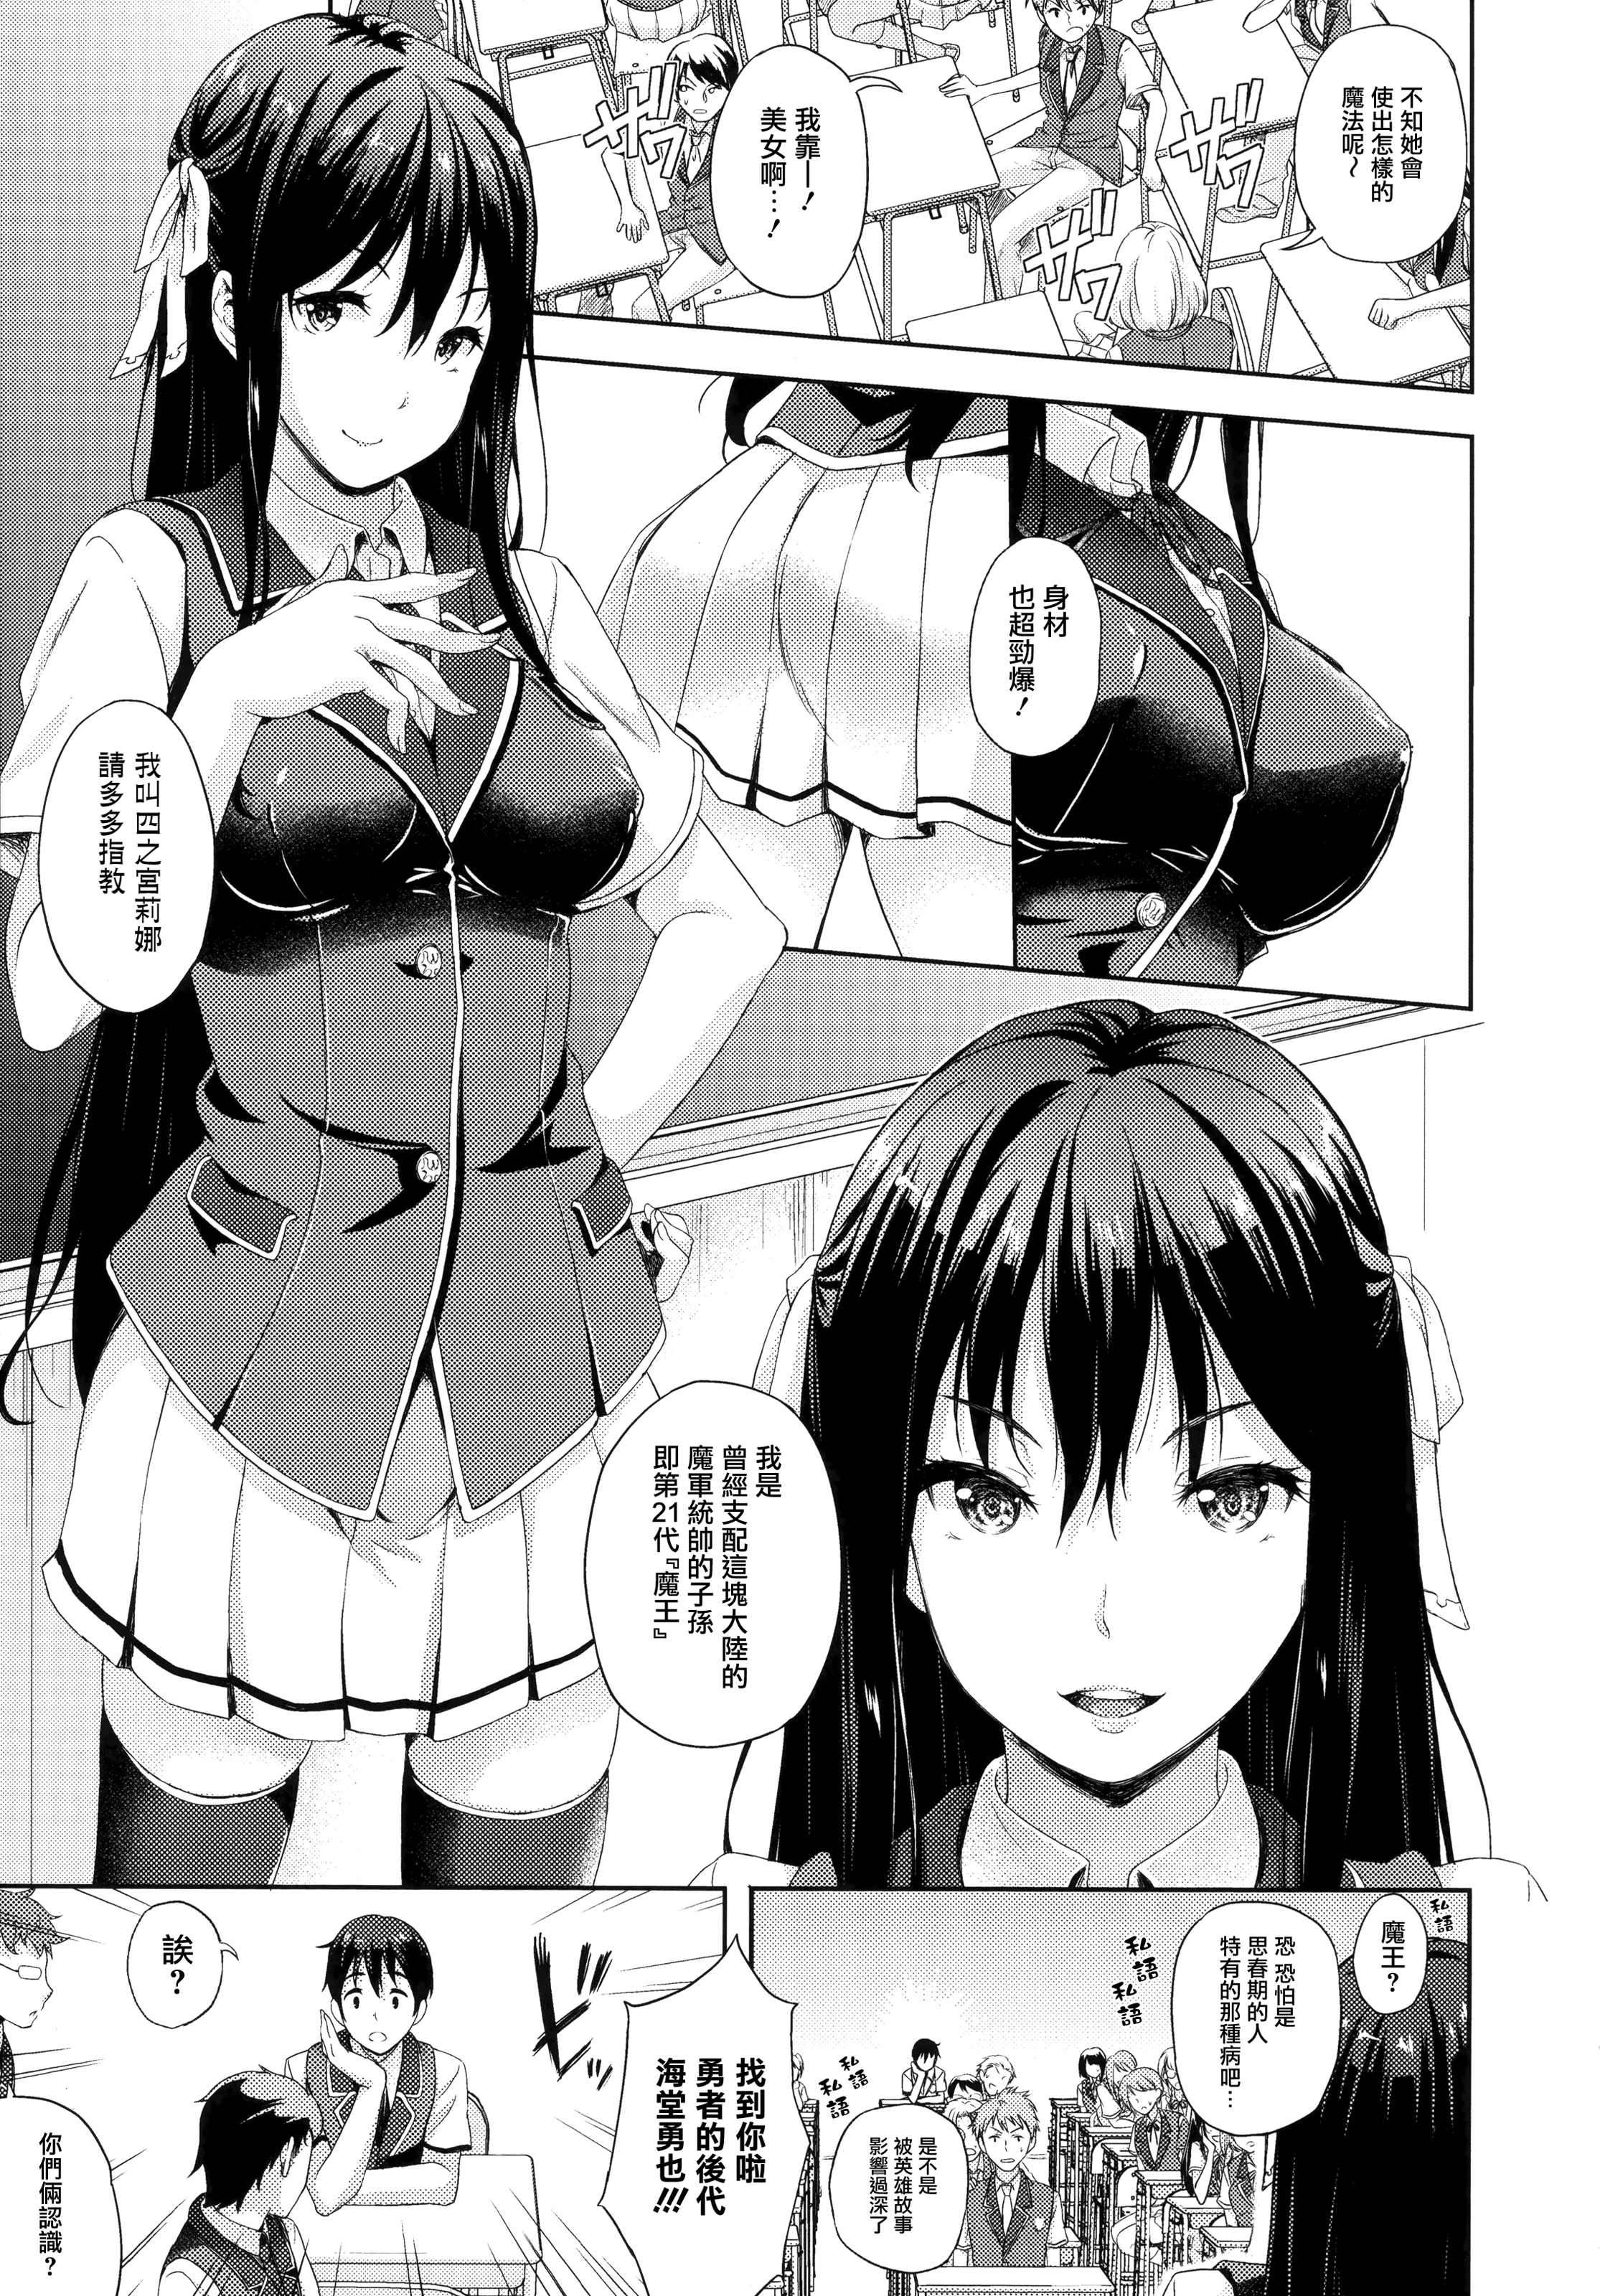 不知她會
使出怎樣的
魔法呢～
ザワ
ザワ
ザワ
我靠—！
美女啊…！
身材
也超勁爆！
我叫四之宮莉娜
請多多指教
我是
曾經支配這塊大陸的
魔軍統帥的子孫
即第21代『魔王』
私語
魔王？
恐 恐怕是
思春期的人
特有的那種病吧…
私語
私語
私語
私語
是不是
被英雄故事
影響過深了
找到你啦
勇者的後代
海堂勇也!!!
ビッ
誒？
你們倆認識？